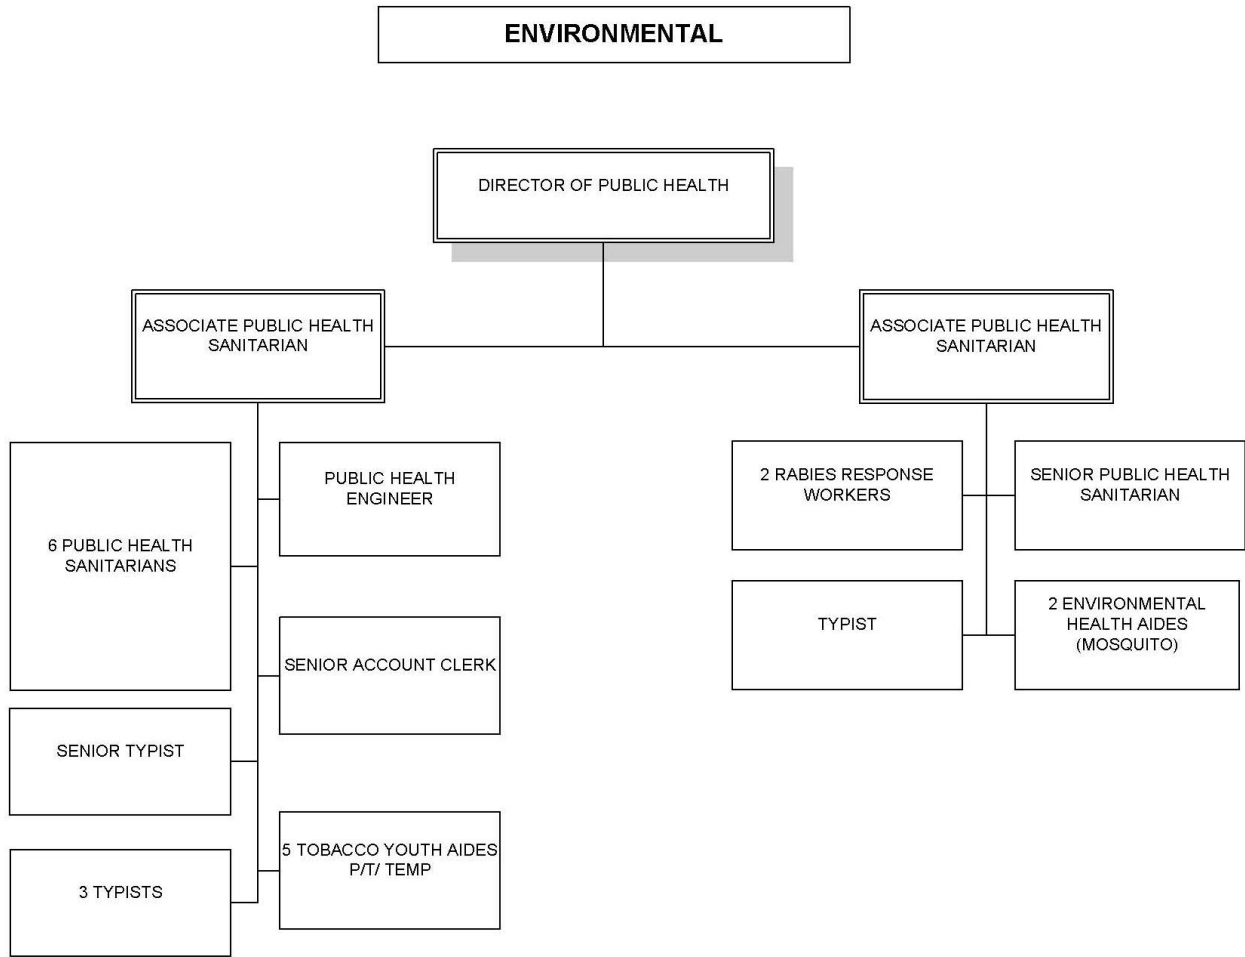 ENVIRONMENTAL
DIRECTOR OF PUBLIC HEALTH
ASSOCIATE PUBLIC HEALTH
SANITARIAN
ASSOCIATE PUBLIC HEALTH
SANITARIAN
6 PUBLIC HEALTH
SANITARIANS
PUBLIC HEALTH
ENGINEER
SENIOR ACCOUNT CLERK
SENIOR TYPIST
5 TOBACCO YOUTH AIDES
P/T/ TEMP
3 TYPISTS
2 RABIES RESPONSE
WORKERS
SENIOR PUBLIC HEALTH
SANITARIAN
TYPIST
2 ENVIRONMENTAL
HEALTH AIDES
(MOSQUITO)